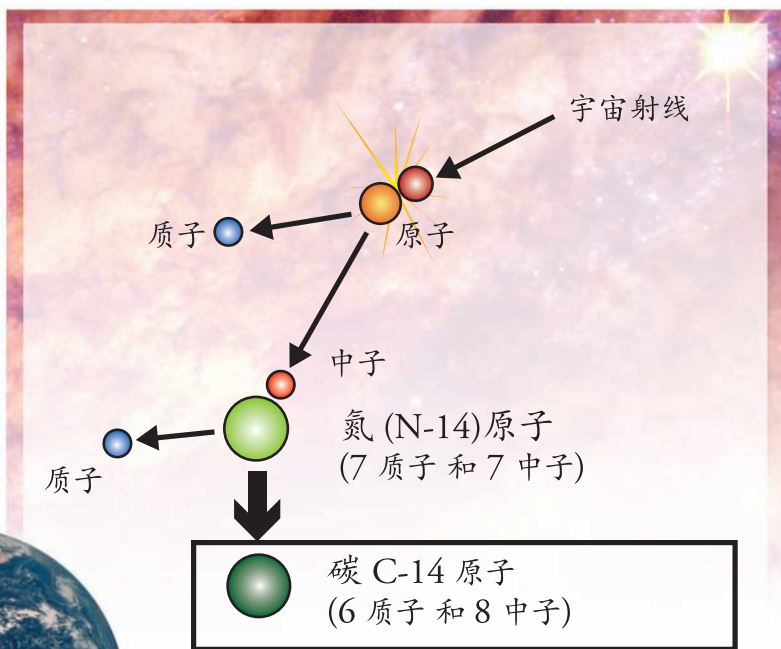 宇宙射线
质子
原子
中子
氮 (N-14)原子
(7 质子 和 7 中子)
质子
碳 C-14 原子
(6 质子 和 8 中子)